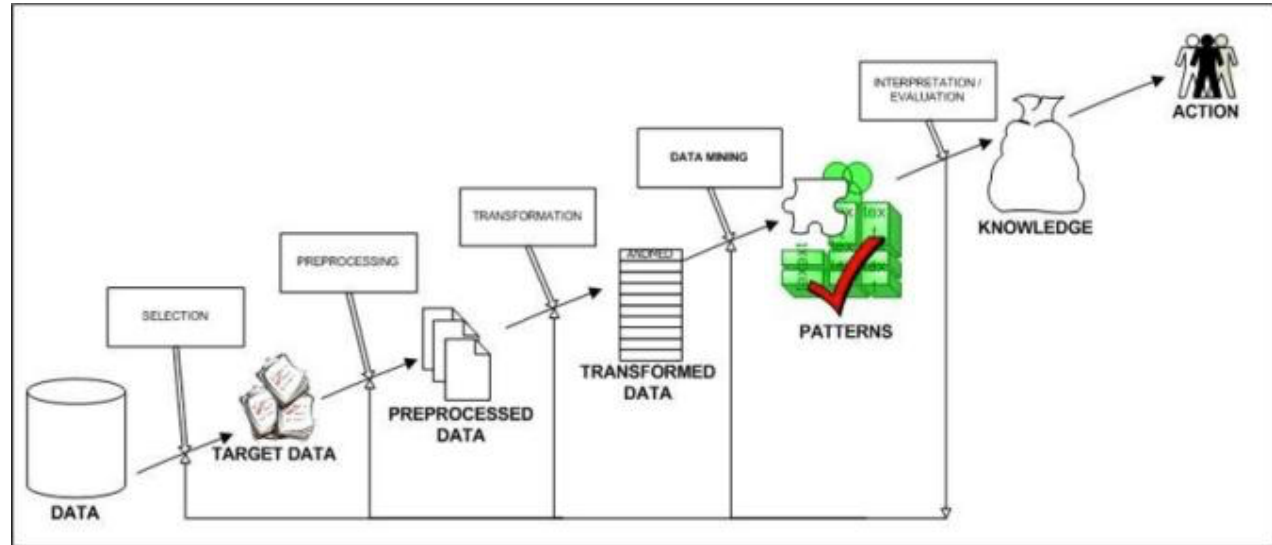 INTERPRETATION /
EVALUATION
ACTION
DATA MINING
KNOWLEDGE
TRANSFORMATION
PATTERNS
PREPROCESSING
TRANSFORMED
DATA
SELECTION
PREPROCESSED
DATA
TARGET DATA
DATA